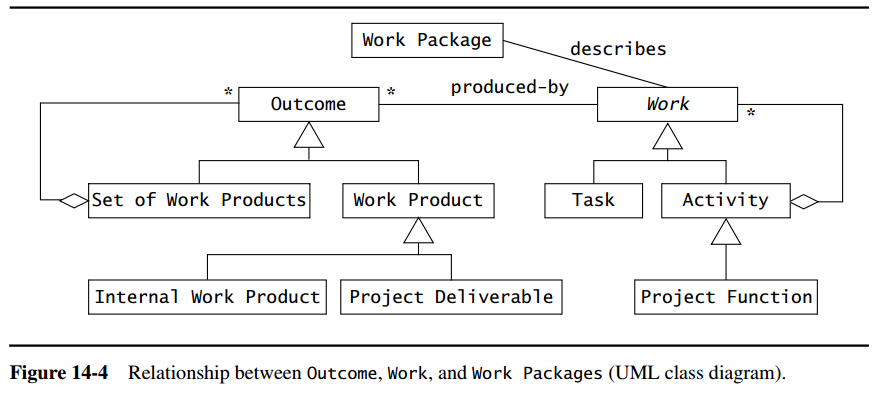 Work Package
describes
* Outcome *
produced-by
Work
*
Set of Work Products
Work Product
Task
Activity
Internal Work Product
Project Deliverable
Project Function
Figure 14-4 Relationship between Outcome, Work, and Work Packages (UML class diagram).